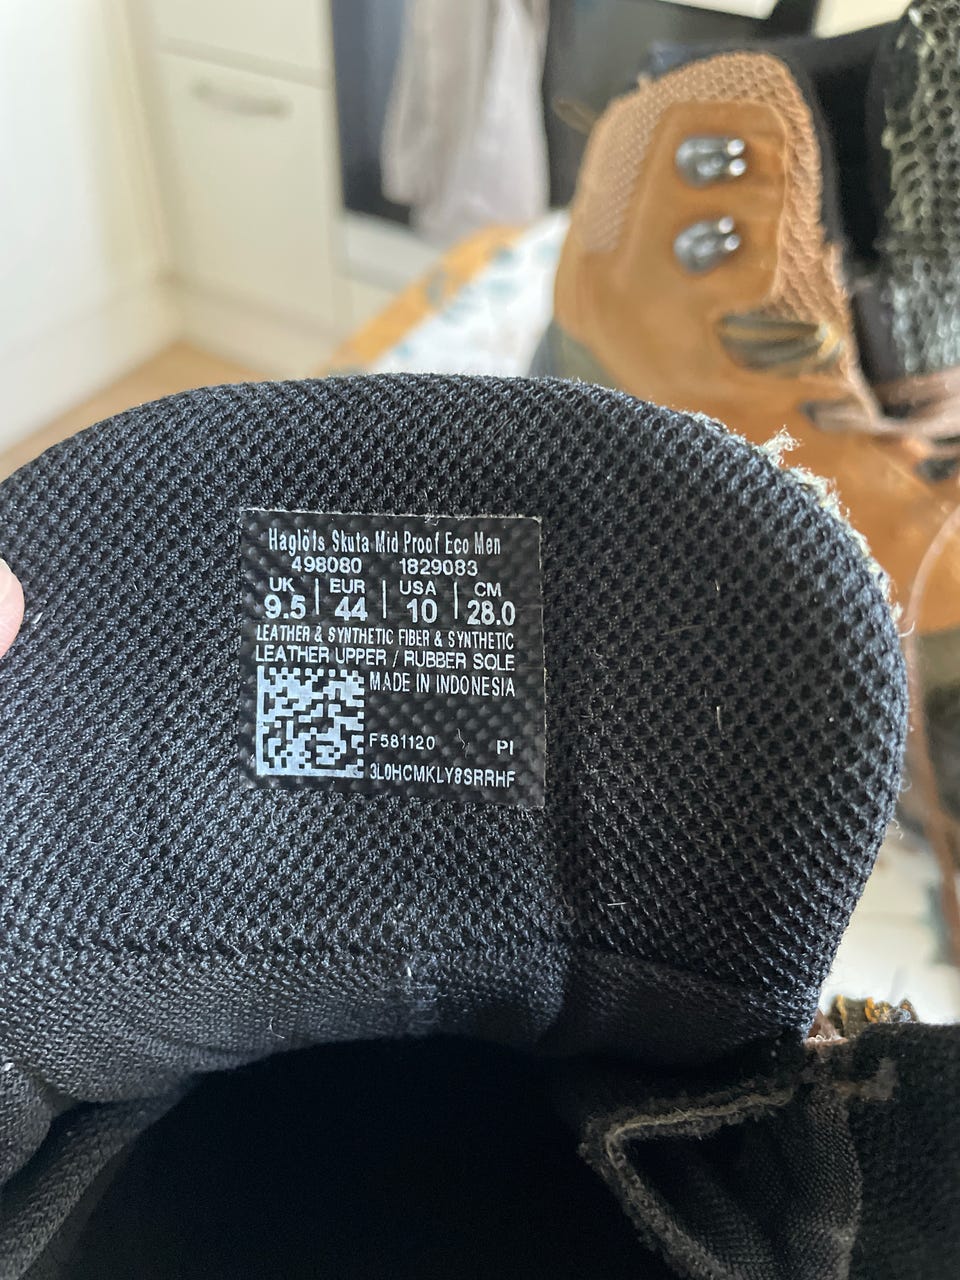 Haglöfs Skuta Mid Proof Eco Men
498080 1829083
UK | EUR | USA | CM
9.5 | 44 | 10 | 28.0
LEATHER & SYNTHETIC FIBER & SYNTHETIC
LEATHER UPPER / RUBBER SOLE
MADE IN INDONESIA
F581120 PI
3L0HCMKLY8SRRHF